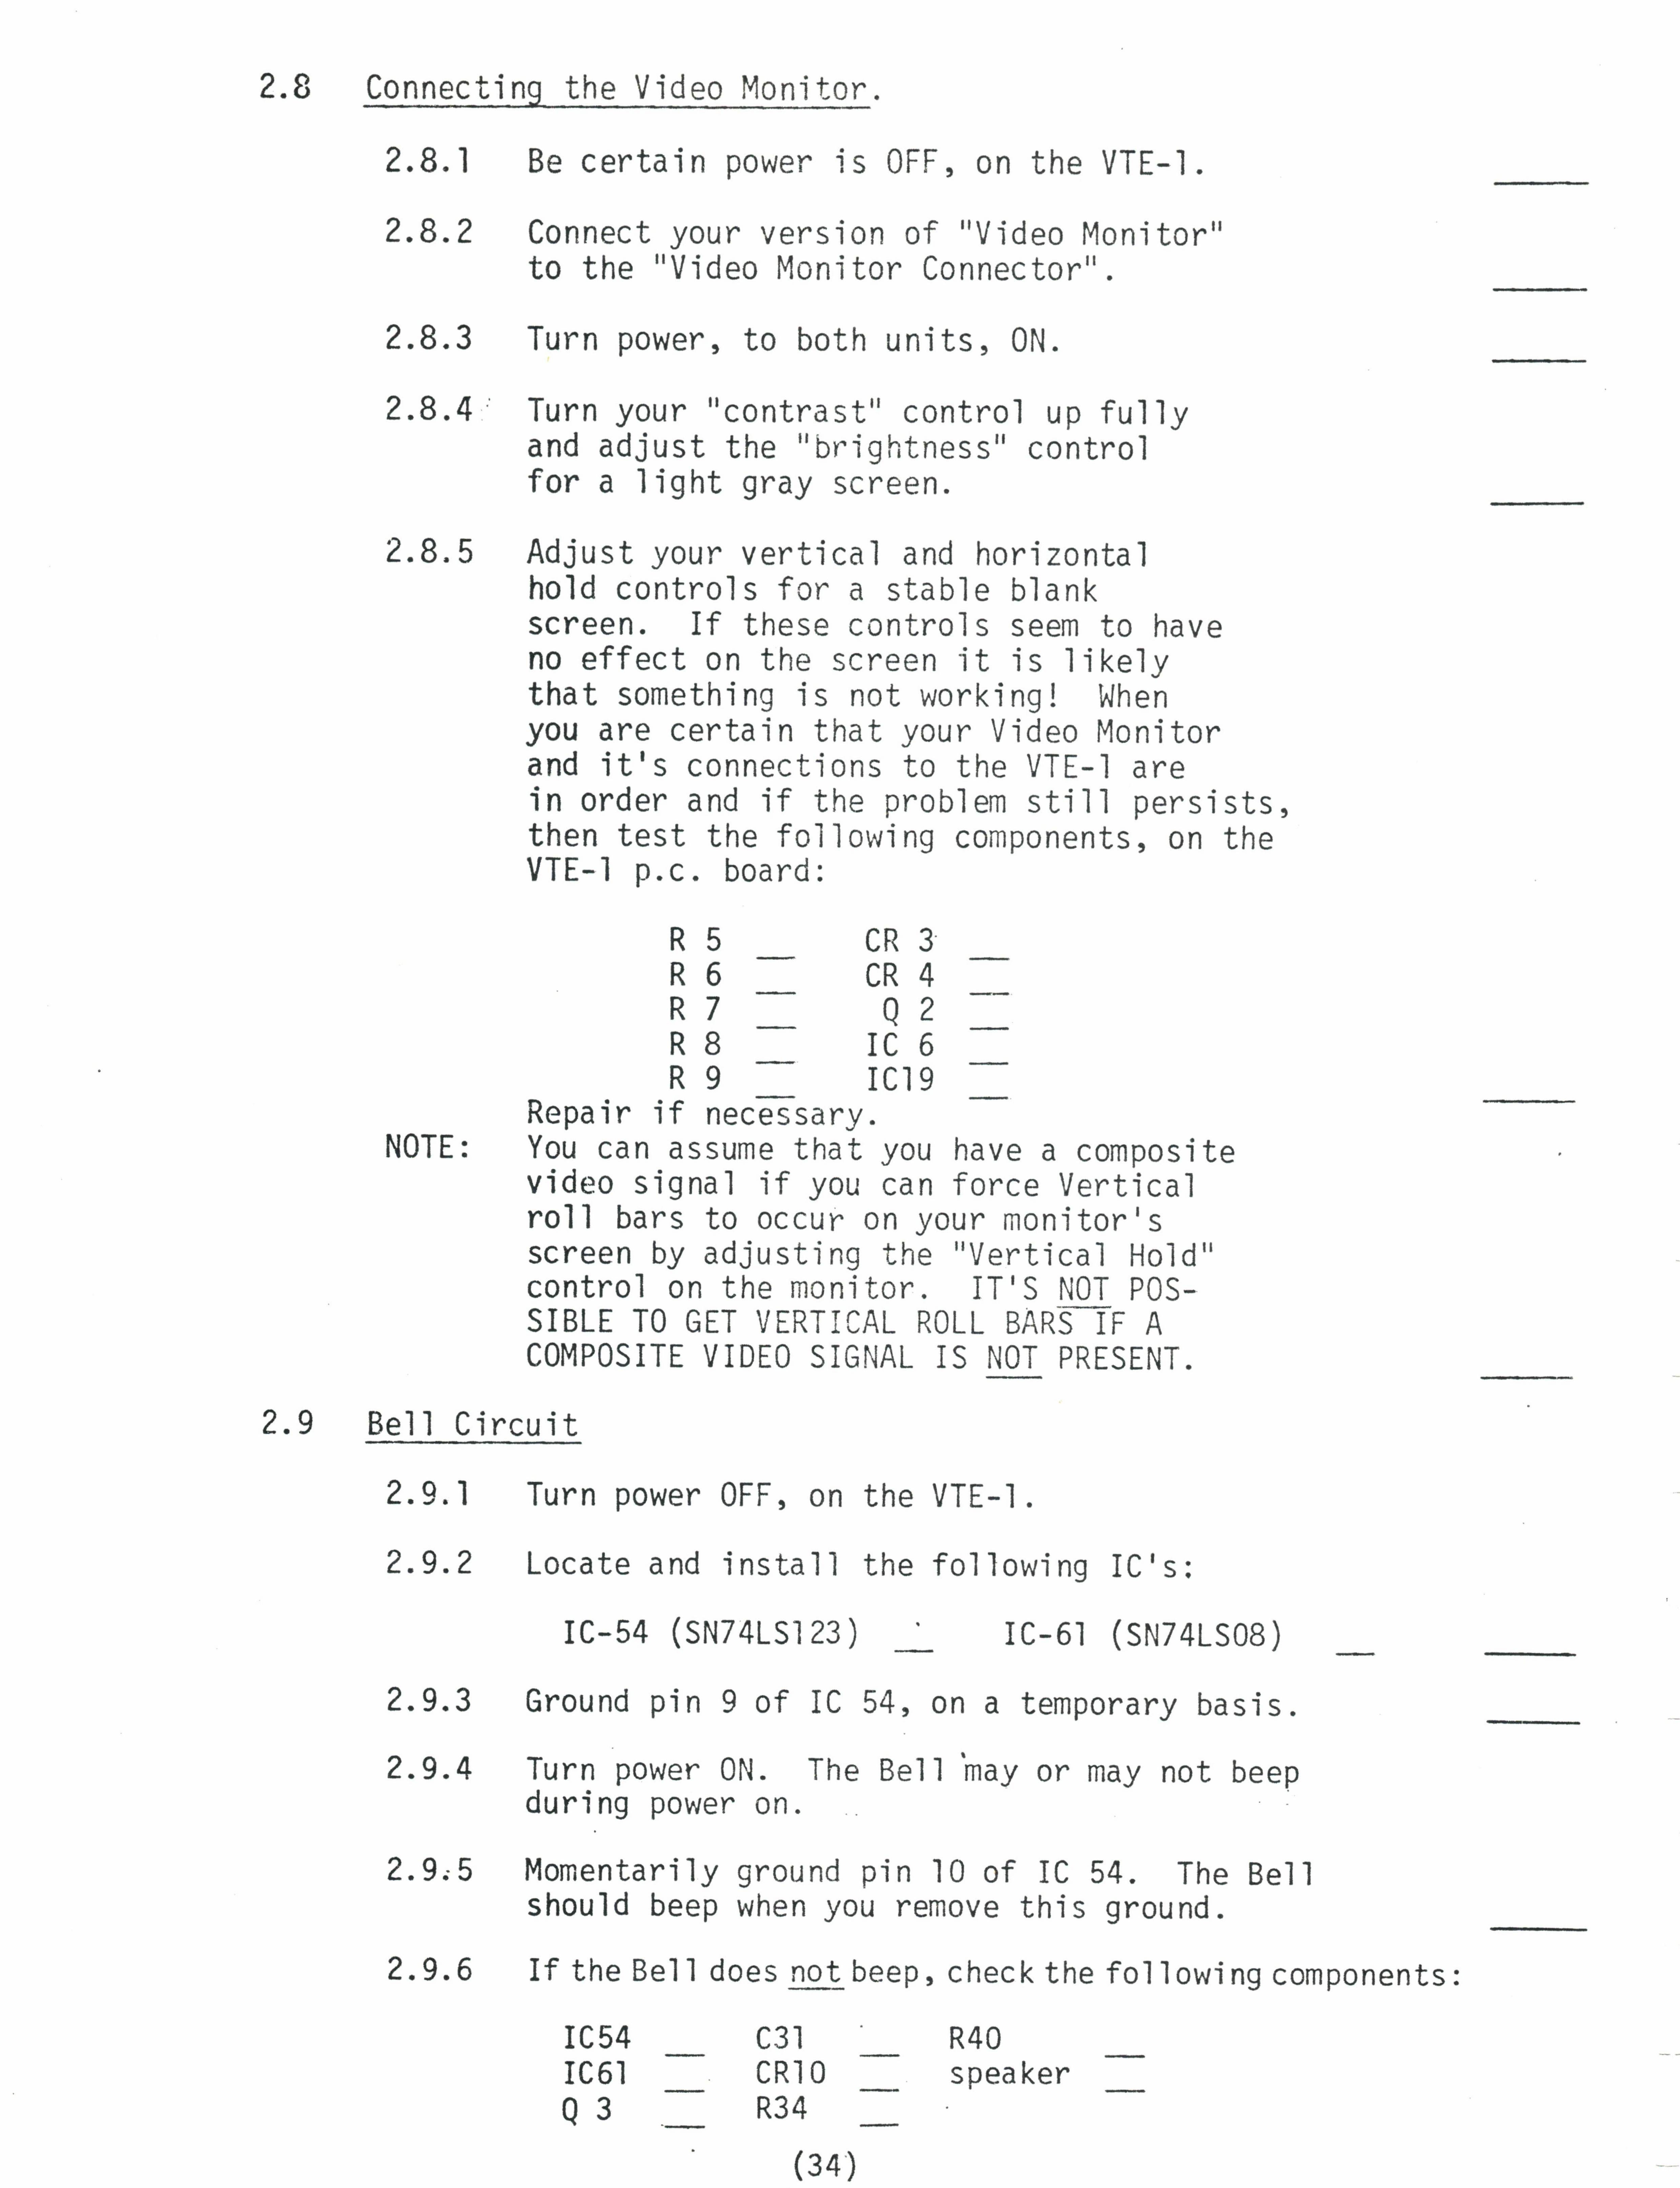 2.8 Connecting the Video Monitor.
2.8.1 Be certain power is OFF, on the VTE-1.
2.8.2 Connect your version of "Video Monitor"
to the "Video Monitor Connector".
2.8.3 Turn power, to both units, ON.
2.8.4 Turn your "contrast" control up fully
and adjust the "brightness" control
for a light gray screen.
2.8.5 Adjust your vertical and horizontal
hold controls for a stable blank
screen. If these controls seem to have
no effect on the screen it is likely
that something is not working! When
you are certain that your Video Monitor
and it's connections to the VTE-1 are
in order and if the problem still persists,
then test the following components, on the
VTE-1 p.c. board:
R 5 __ CR 3 __
R 6 __ CR 4 __
R 7 __ Q 2 __
R 8 __ IC 6 __
R 9 __ IC19 __
Repair if necessary.
NOTE: You can assume that you have a composite
video signal if you can force Vertical
roll bars to occur on your monitor's
screen by adjusting the "Vertical Hold"
control on the monitor. IT'S NOT POS-
SIBLE TO GET VERTICAL ROLL BARS IF A
COMPOSITE VIDEO SIGNAL IS NOT PRESENT.
2.9 Bell Circuit
2.9.1 Turn power OFF, on the VTE-1.
2.9.2 Locate and install the following IC's:
IC-54 (SN74LS123) __ IC-61 (SN74LS08) __
2.9.3 Ground pin 9 of IC 54, on a temporary basis.
2.9.4 Turn power ON. The Bell may or may not beep
during power on.
2.9.5 Momentarily ground pin 10 of IC 54. The Bell
should beep when you remove this ground.
2.9.6 If the Bell does not beep, check the following components:
IC54 __ C31 __ R40 __
IC61 __ CR10 __ speaker __
Q 3 __ R34 __
(34)